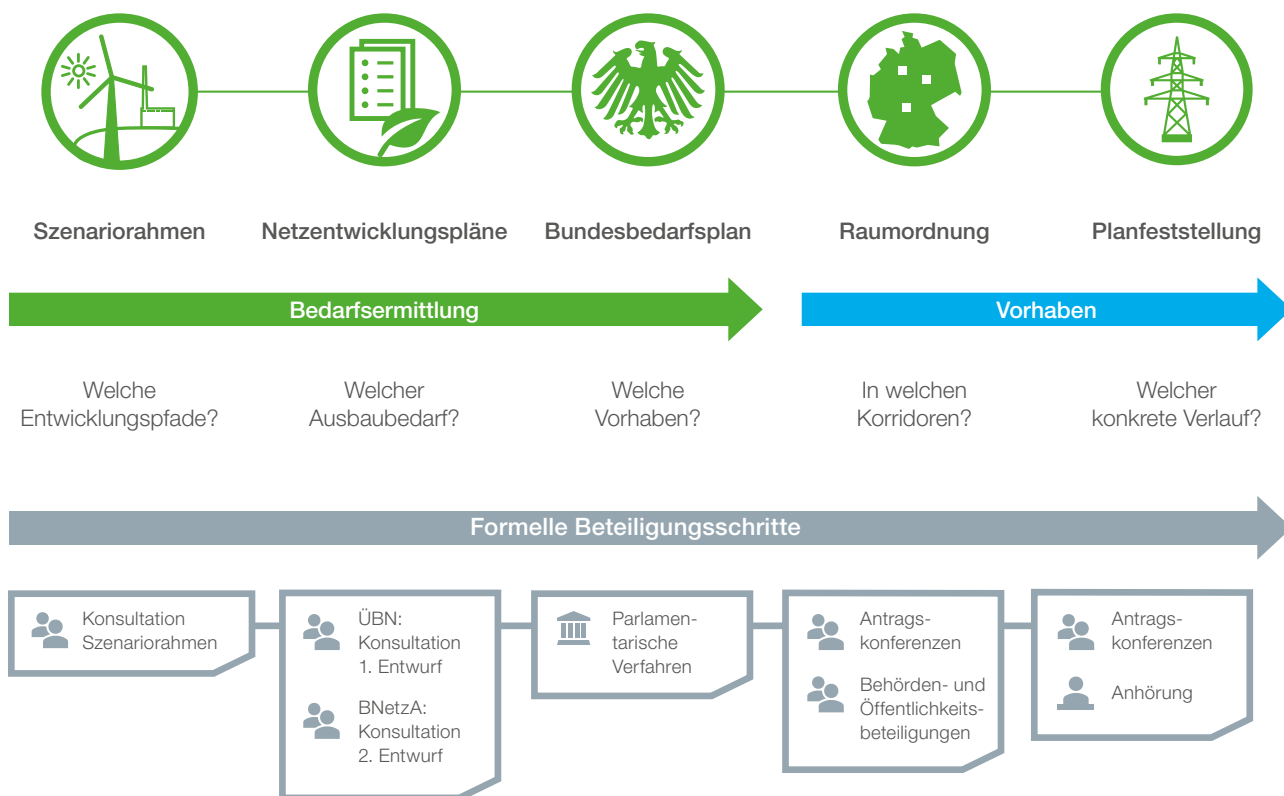 Szenariorahmen
Netzentwicklungspläne
Bundesbedarfsplan
Raumordnung
Planfeststellung
Bedarfsermittlung
Vorhaben
Welche
Entwicklungspfade?
Welcher
Ausbaubedarf?
Welche
Vorhaben?
In welchen
Korridoren?
Welcher
konkrete Verlauf?
Formelle Beteiligungsschritte
Konsultation
Szenariorahmen
ÜBN:
Konsultation
1. Entwurf
BNetzA:
Konsultation
2. Entwurf
Parlamen-
tarische
Verfahren
Antrags-
konferenzen
Behörden- und
Öffentlichkeits-
beteiligungen
Antrags-
konferenzen
Anhörung